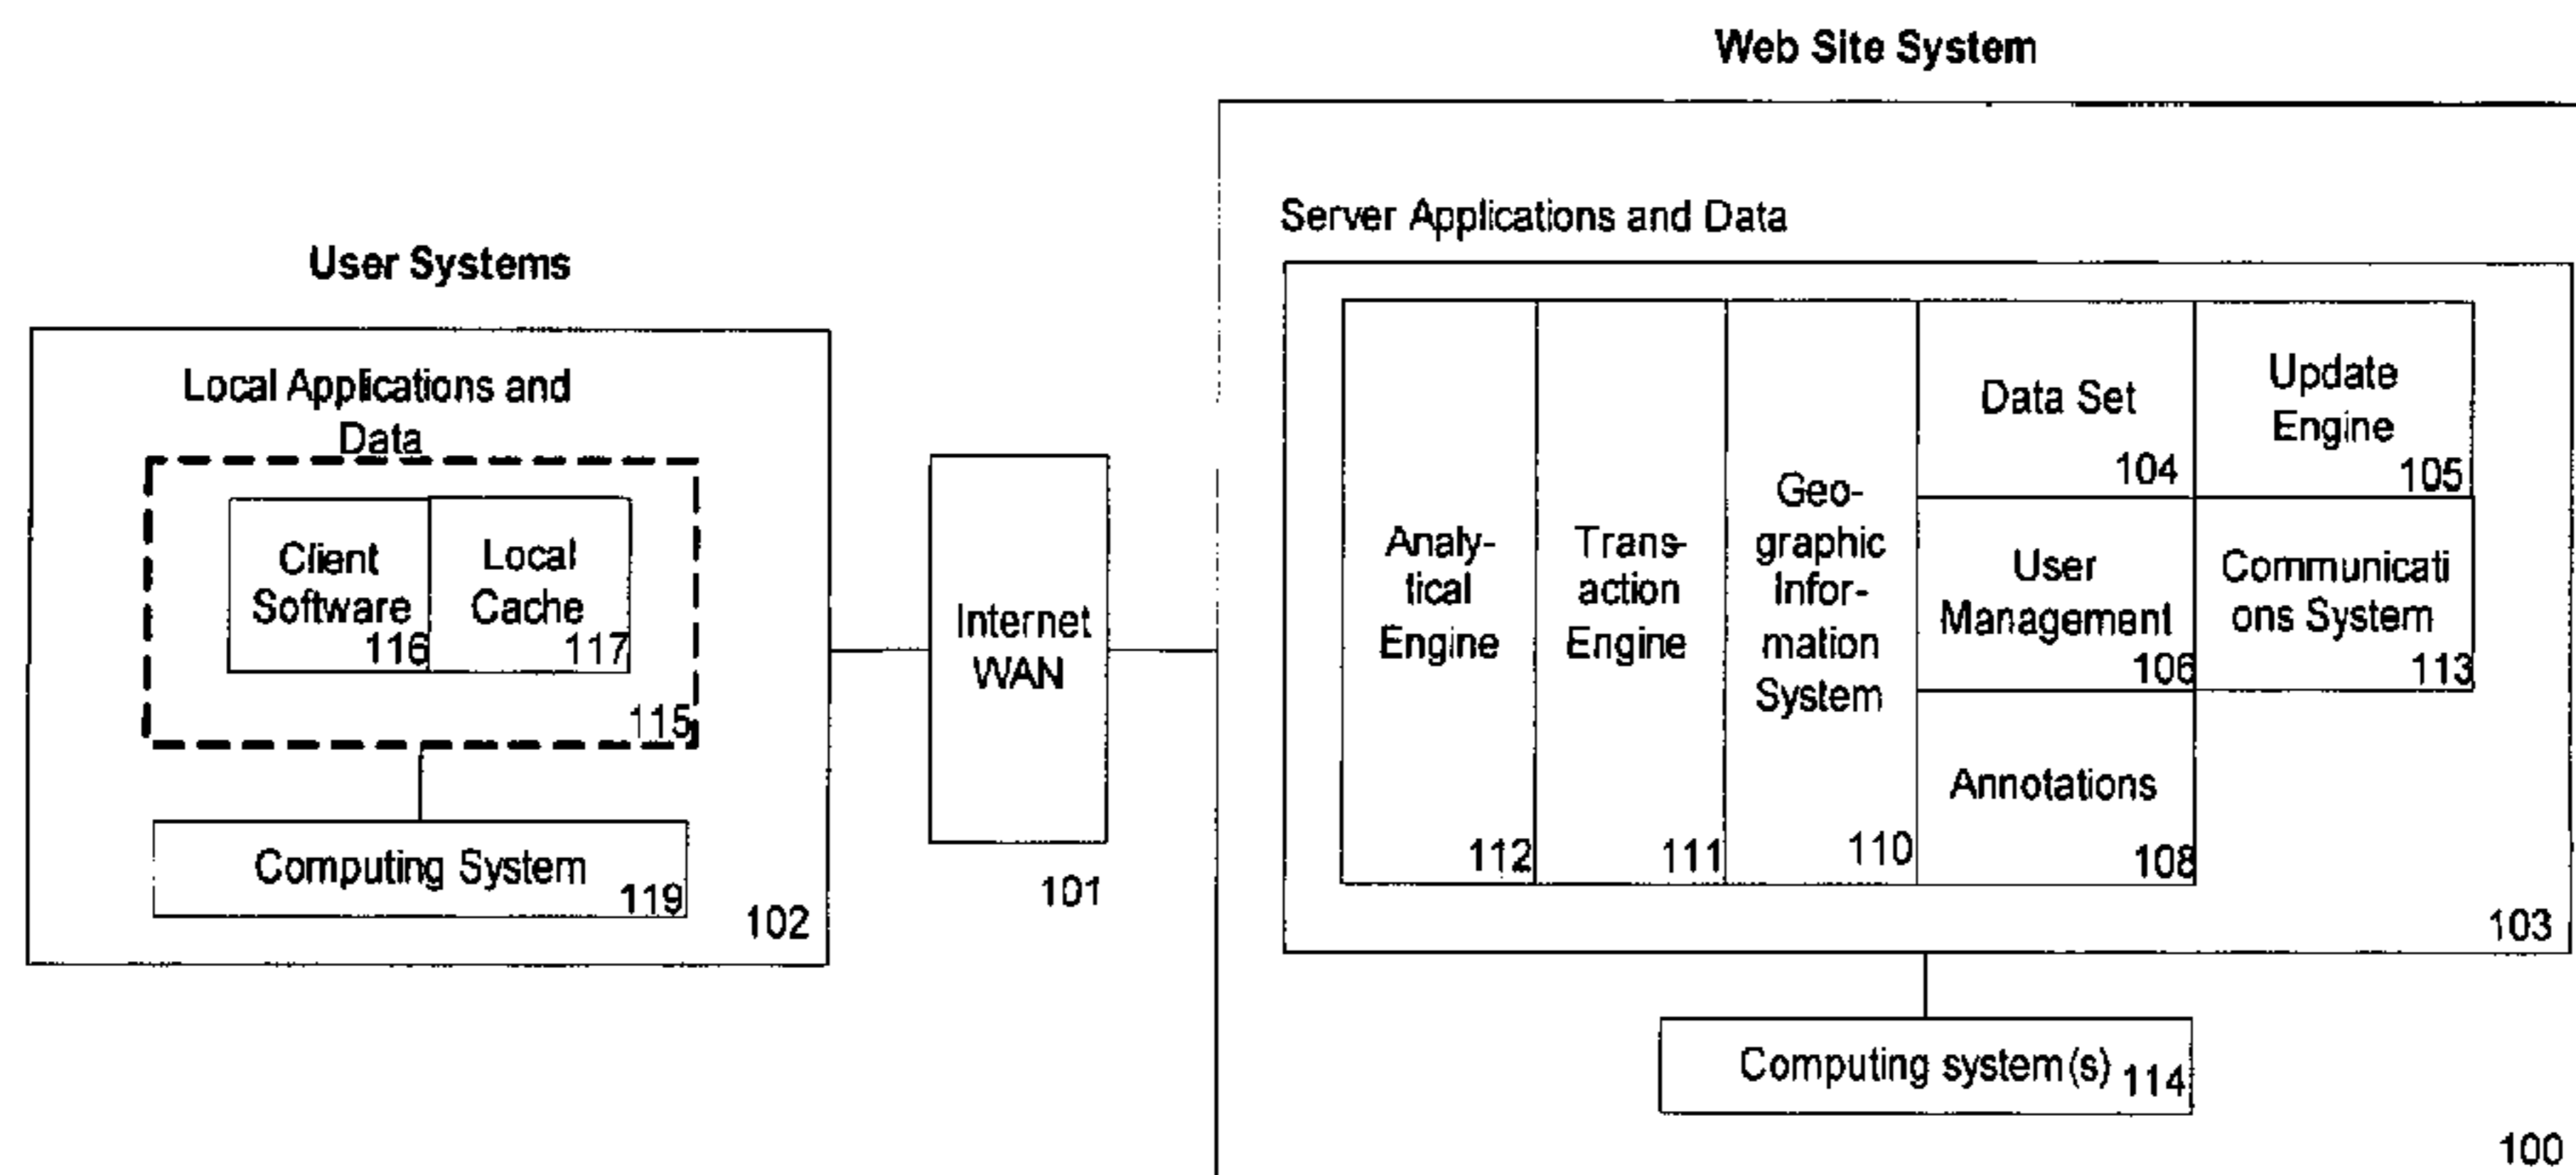 Web Site System
Server Applications and Data
User Systems
Local Applications and
Data
Client
Software
116
Local
Cache
117
115
Computing System
119
102
Internet
WAN
101
Analy-
tical
Engine
112
Trans-
action
Engine
111
Geo-
graphic
Infor-
mation
System
110
Data Set
104
Update
Engine
105
User
Management
106
Communicati
ons System
113
Annotations
108
103
Computing system(s)
114
100